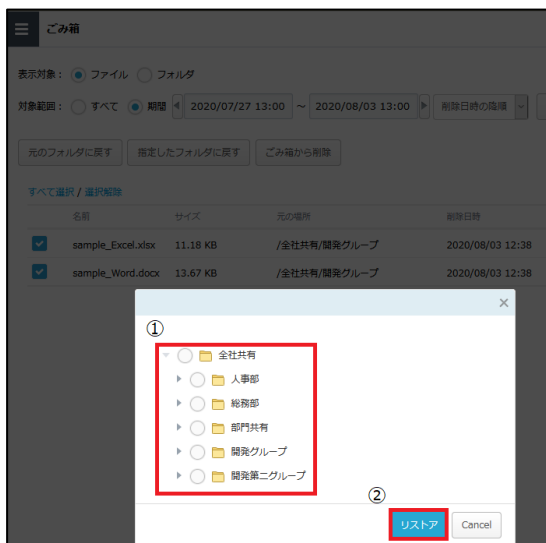 ごみ箱
表示対象： ファイル フォルダ
対象範囲： すべて 期間 2020/07/27 13:00 ～ 2020/08/03 13:00 削除日時の降順
元のフォルダに戻す 指定したフォルダに戻す ごみ箱から削除
すべて選択 / 選択解除
名前 サイズ 元の場所 削除日時
sample_Excel.xlsx 11.18 KB /全社共有/開発グループ 2020/08/03 12:38
sample_Word.docx 13.67 KB /全社共有/開発グループ 2020/08/03 12:38
×
①
全社共有
人事部
総務部
部門共有
開発グループ
開発第二グループ
②
リストア Cancel